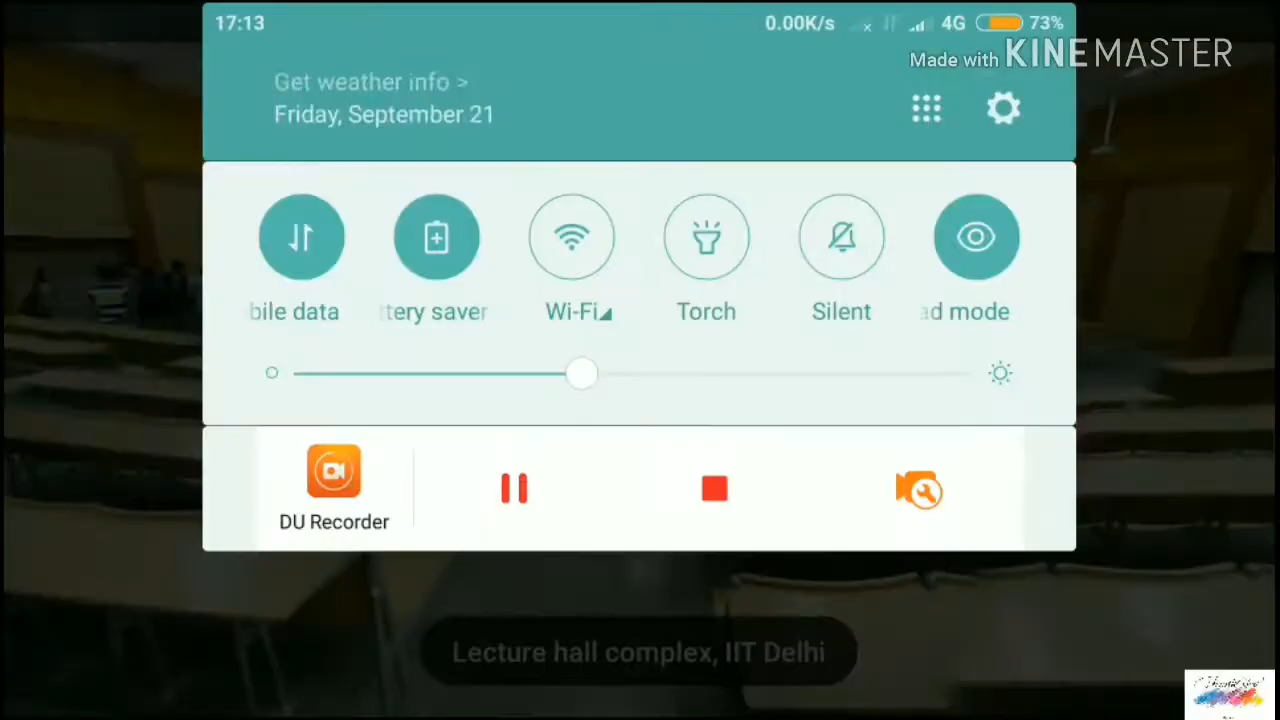 17:13 0.00K/s 4G 73%
Made with KINEMASTER
Get weather info >
Friday, September 21
bile data tery saver Wi-Fi Torch Silent ad mode
DU Recorder
Lecture hall complex, IIT Delhi